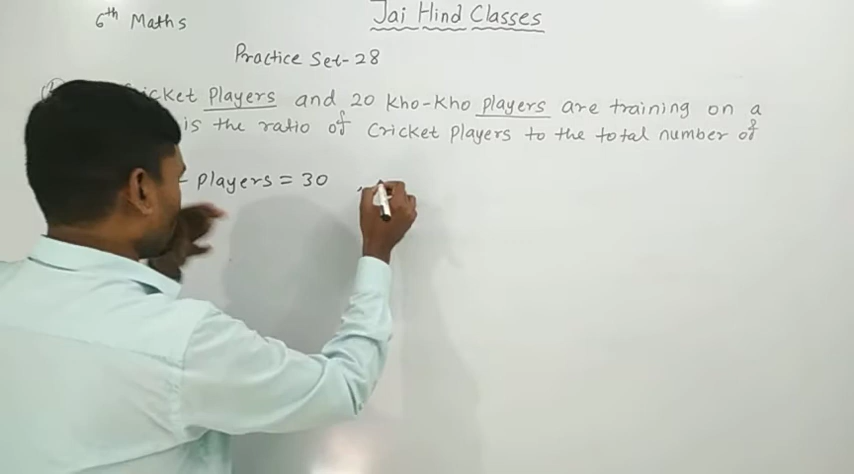 6th Maths
Jai Hind Classes
Practice Set-28
cket Players and 20 kho-kho players are training on a
is the ratio of Cricket players to the total number of
- players = 30